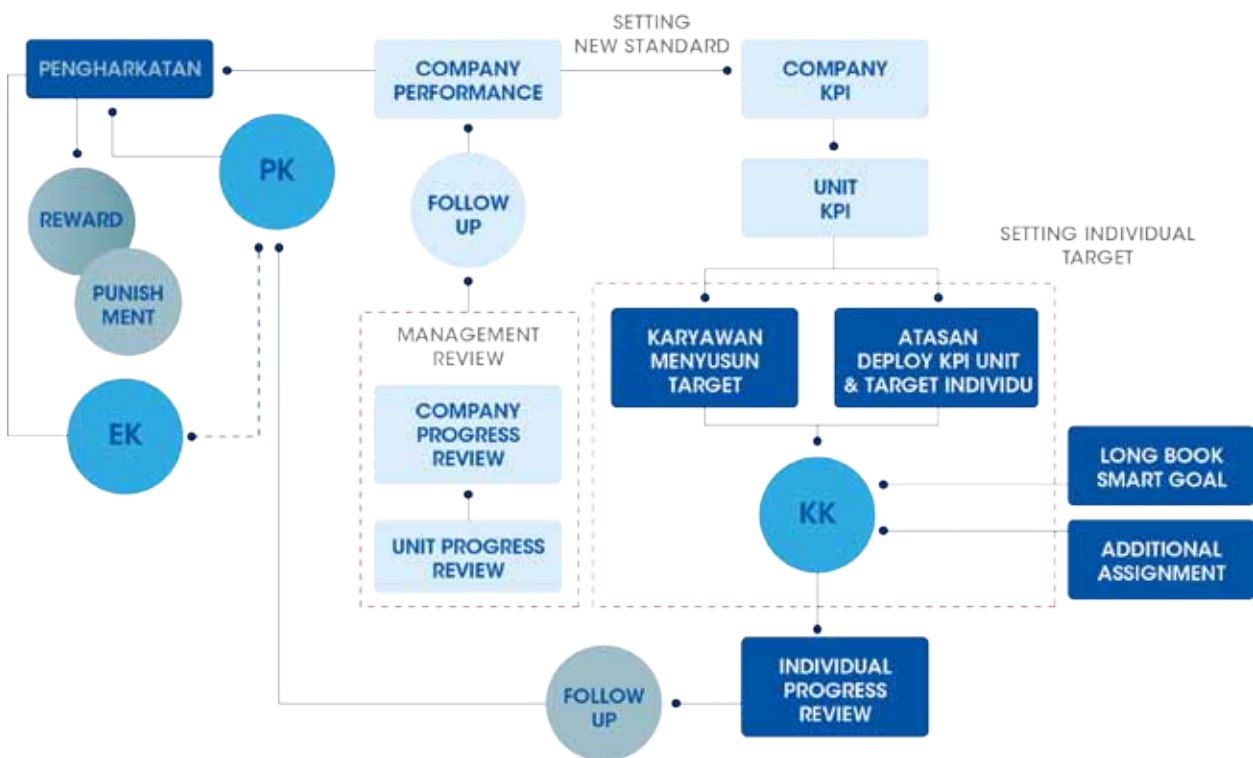 SETTING
NEW STANDARD
PENGHARKATAN
COMPANY
PERFORMANCE
COMPANY
KPI
PK
REWARD
PUNISH
MENT
FOLLOW
UP
UNIT
KPI
SETTING INDIVIDUAL
TARGET
MANAGEMENT
REVIEW
COMPANY
PROGRESS
REVIEW
UNIT PROGRESS
REVIEW
KARYAWAN
MENYUSUN
TARGET
ATASAN
DEPLOY KPI UNIT
& TARGET INDIVIDU
EK
KK
LONG BOOK
SMART GOAL
ADDITIONAL
ASSIGNMENT
FOLLOW
UP
INDIVIDUAL
PROGRESS
REVIEW